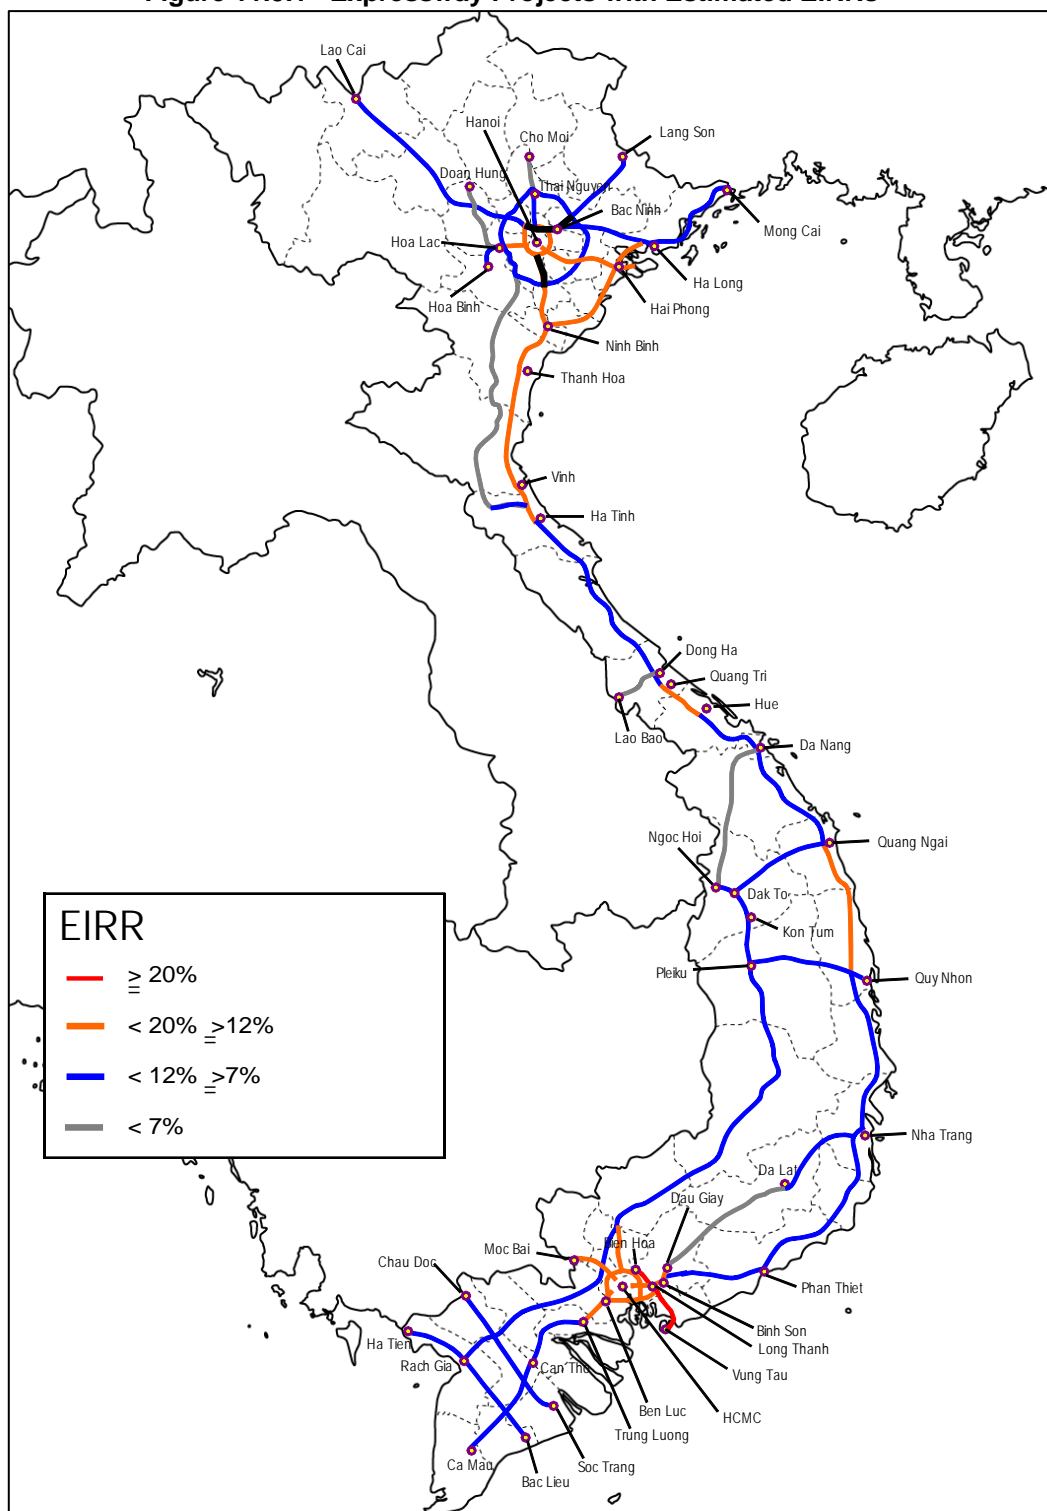 Lao Cai
Hanoi
Cho Moi
Lang Son
Doan Hung
Thai Nguyen
Bac Ninh
Mong Cai
Hoa Lac
Ha Long
Hoa Binh
Hai Phong
Ninh Binh
Thanh Hoa
Vinh
Ha Tinh
Dong Ha
Quang Tri
Hue
Lao Bao
Da Nang
Ngoc Hoi
Quang Ngai
Dak To
Kon Tum
Pleiku
Quy Nhon
EIRR
≥ 20%
< 20% ≥12%
< 12% ≥7%
< 7%
Nha Trang
Da Lat
Dau Giay
Bien Hoa
Moc Bai
Chau Doc
Phan Thiet
Binh Son
Long Thanh
Ha Tien
Rach Gia
Can Tho
Vung Tau
Ben Luc
HCMC
Trung Luong
Ca Mau
Soc Trang
Bac Lieu